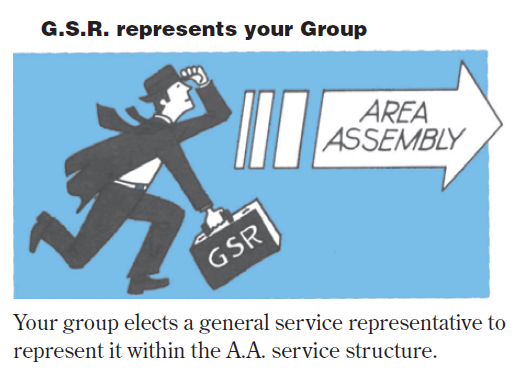 G.S.R. represents your Group
AREA
ASSEMBLY
GSR
Your group elects a general service representative to
represent it within the A.A. service structure.